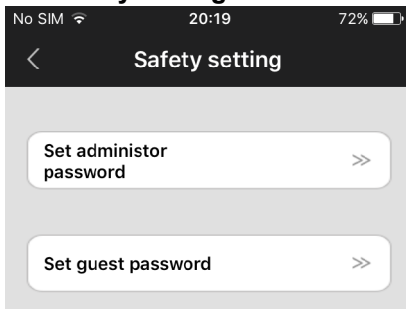 No SIM 20:19 72%
Safety setting
Set administor
password
Set guest password